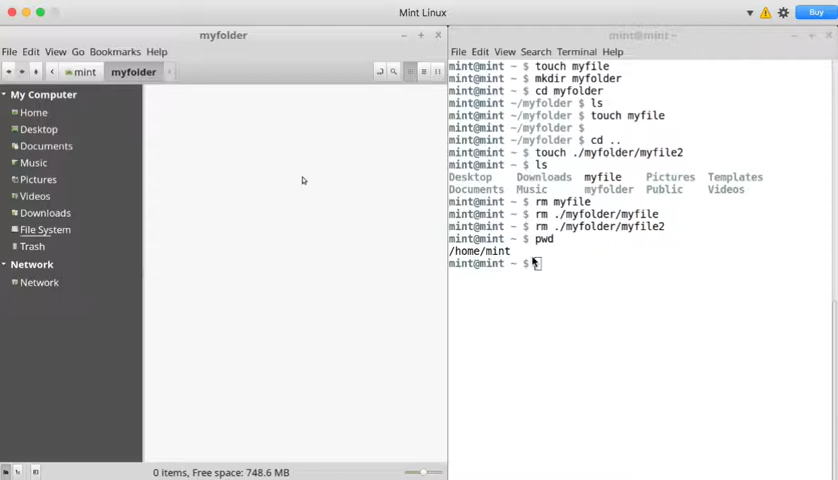 Mint Linux
Buy
myfolder
File Edit View Go Bookmarks Help
mint myfolder
My Computer
Home
Desktop
Documents
Music
Pictures
Videos
Downloads
File System
Trash
Network
Network
0 items, Free space: 748.6 MB
mint@mint ~
File Edit View Search Terminal Help
mint@mint ~ $ touch myfile
mint@mint ~ $ mkdir myfolder
mint@mint ~ $ cd myfolder
mint@mint ~/myfolder $ ls
mint@mint ~/myfolder $ touch myfile
mint@mint ~/myfolder $
mint@mint ~/myfolder $ cd ..
mint@mint ~ $ touch ./myfolder/myfile2
mint@mint ~ $ ls
Desktop Downloads myfile Pictures Templates
Documents Music myfolder Public Videos
mint@mint ~ $ rm myfile
mint@mint ~ $ rm ./myfolder/myfile
mint@mint ~ $ rm ./myfolder/myfile2
mint@mint ~ $ pwd
/home/mint
mint@mint ~ $